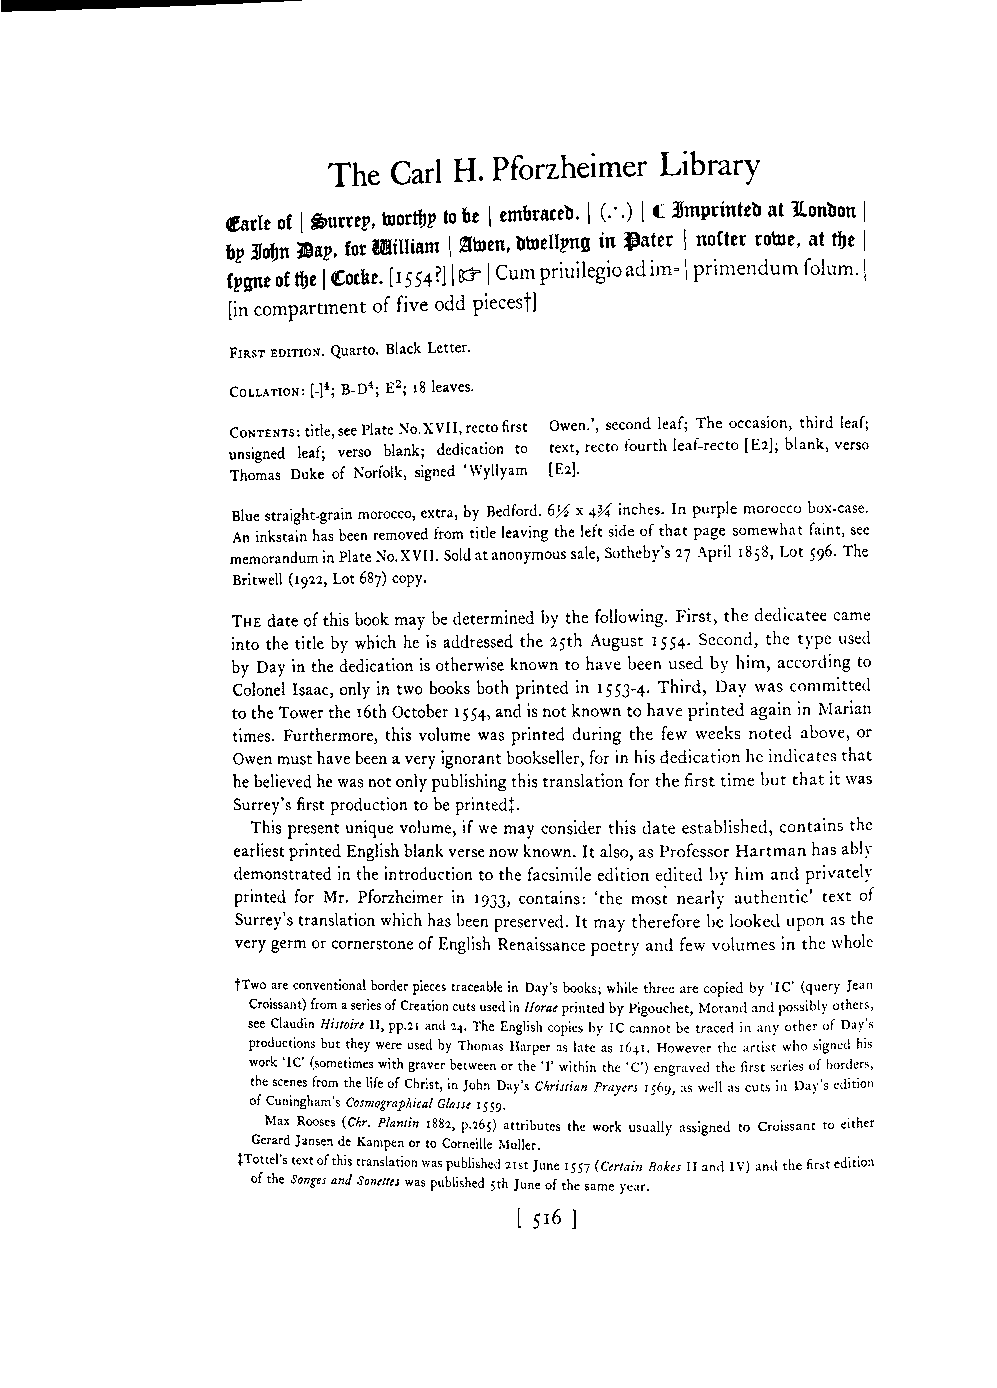 The Carl H. Pforzheimer Library
Earle of | Surrey, worthy to be | embraced. | (.·.) | ⁋ Imprinted at London |
by John Day, for William | Awen, dwellyng in Pater | noſter rowe, at the |
ſygne of the | Cocke. [1554?] | ☞ | Cum priuilegio ad im= | primendum ſolum. |
[in compartment of five odd pieces†]
FIRST EDITION. Quarto. Black Letter.
COLLATION: [-]⁴; B-D⁴; E²; 18 leaves.
CONTENTS: title, see Plate No.XVII, recto first
unsigned leaf; verso blank; dedication to
Thomas Duke of Norfolk, signed 'Wyllyam
Owen.', second leaf; The occasion, third leaf;
text, recto fourth leaf-recto [E2]; blank, verso
[E2].
Blue straight-grain morocco, extra, by Bedford. 6½ x 4¾ inches. In purple morocco box-case.
An inkstain has been removed from title leaving the left side of that page somewhat faint, see
memorandum in Plate No.XVII. Sold at anonymous sale, Sotheby's 27 April 1858, Lot 596. The
Britwell (1922, Lot 687) copy.
THE date of this book may be determined by the following. First, the dedicatee came
into the title by which he is addressed the 25th August 1554. Second, the type used
by Day in the dedication is otherwise known to have been used by him, according to
Colonel Isaac, only in two books both printed in 1553-4. Third, Day was committed
to the Tower the 16th October 1554, and is not known to have printed again in Marian
times. Furthermore, this volume was printed during the few weeks noted above, or
Owen must have been a very ignorant bookseller, for in his dedication he indicates that
he believed he was not only publishing this translation for the first time but that it was
Surrey's first production to be printed‡.
This present unique volume, if we may consider this date established, contains the
earliest printed English blank verse now known. It also, as Professor Hartman has ably
demonstrated in the introduction to the facsimile edition edited by him and privately
printed for Mr. Pforzheimer in 1933, contains: 'the most nearly authentic' text of
Surrey's translation which has been preserved. It may therefore be looked upon as the
very germ or cornerstone of English Renaissance poetry and few volumes in the whole
†Two are conventional border pieces traceable in Day's books; while three are copied by 'IC' (query Jean
Croissant) from a series of Creation cuts used in Horae printed by Pigouchet, Morand and possibly others,
see Claudin Histoire II, pp.21 and 24. The English copies by IC cannot be traced in any other of Day's
productions but they were used by Thomas Harper as late as 1641. However the artist who signed his
work 'IC' (sometimes with graver between or the 'I' within the 'C') engraved the first series of borders,
the scenes from the life of Christ, in John Day's Christian Prayers 1569, as well as cuts in Day's edition
of Cuningham's Cosmographical Glasse 1559.
Max Rooses (Chr. Plantin 1882, p.265) attributes the work usually assigned to Croissant to either
Gerard Jansen de Kampen or to Corneille Muller.
‡Tottel's text of this translation was published 21st June 1557 (Certain Bokes II and IV) and the first edition
of the Songes and Sonettes was published 5th June of the same year.
[ 516 ]